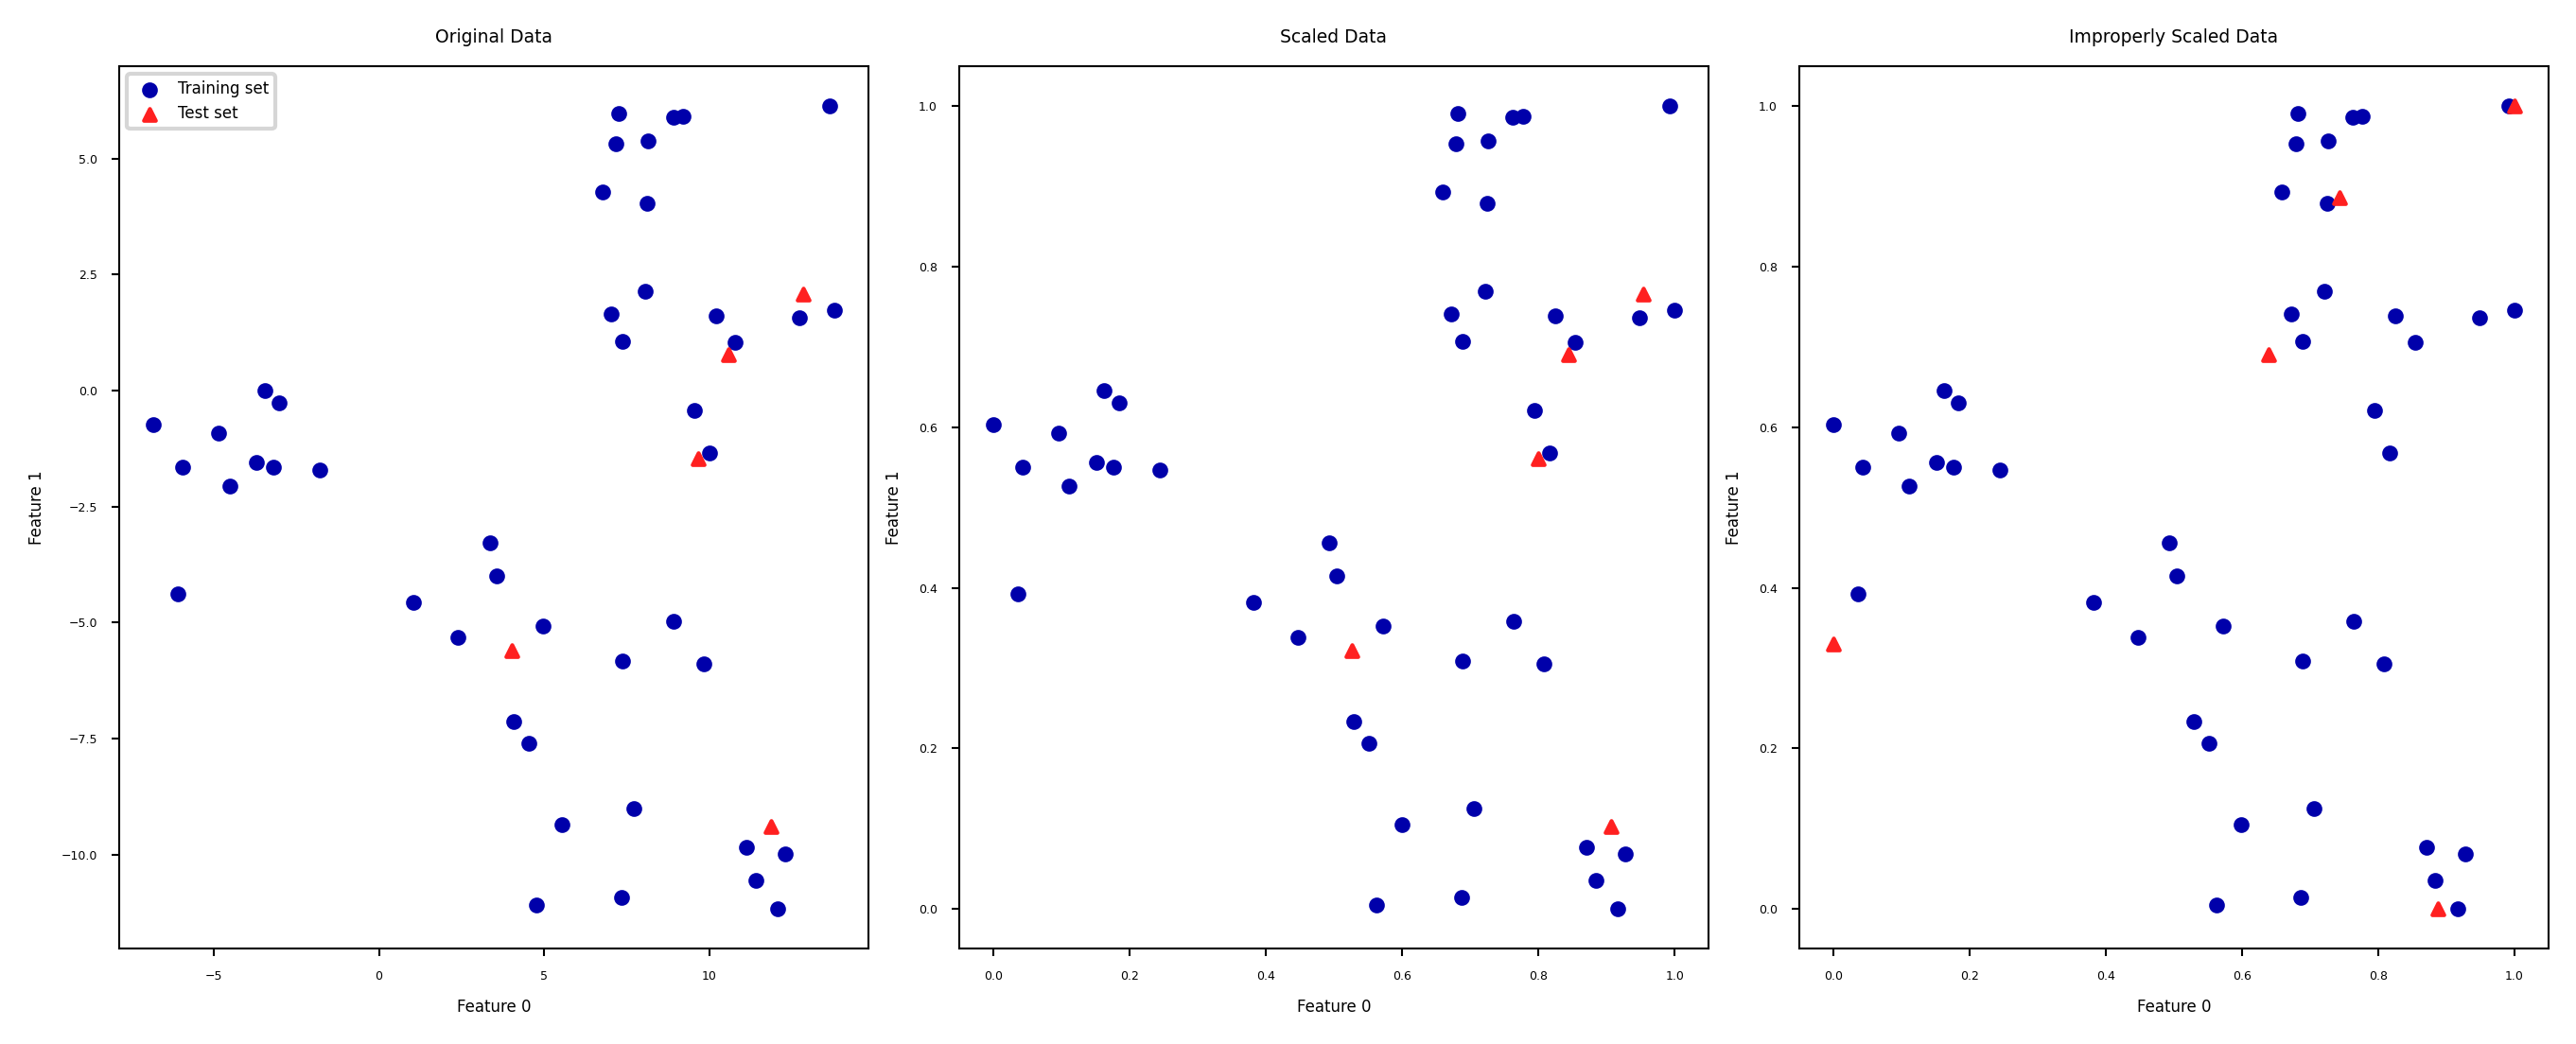 Original Data
Training set
Test set
5.0
2.5
0.0
−2.5
−5.0
−7.5
−10.0
Feature 1
−5 0 5 10
Feature 0
Scaled Data
1.0
0.8
0.6
0.4
0.2
0.0
Feature 1
0.0 0.2 0.4 0.6 0.8 1.0
Feature 0
Improperly Scaled Data
1.0
0.8
0.6
0.4
0.2
0.0
Feature 1
0.0 0.2 0.4 0.6 0.8 1.0
Feature 0